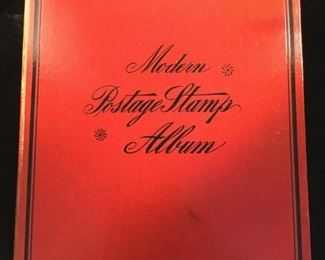 Modern
Postage Stamp
Album